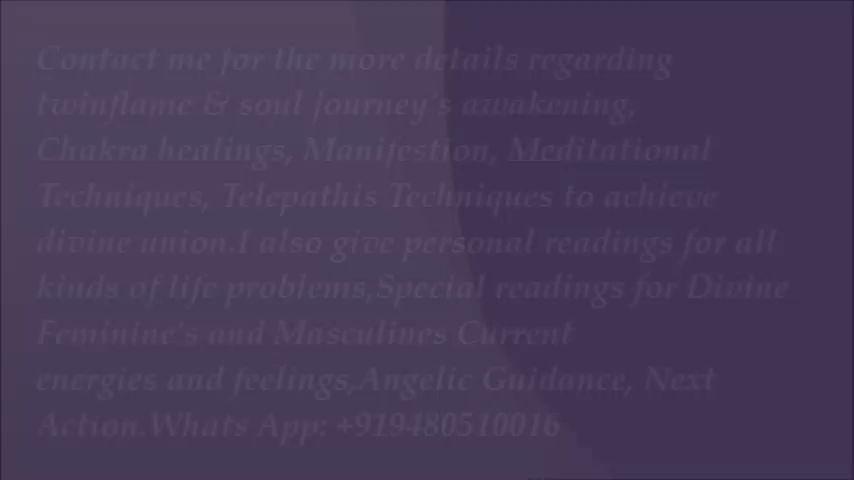 Contact me for the more details regarding
twinflame & soul journey s awakening,
Chakra healings, Manifestion, Meditational
Techniques, Telepathis Techniques to achieve
divine union.I also give personal readings for all
kinds of life problems,Special readings for Divine
Feminine's and Masculines Current
energies and feelings,Angelic Guidance, Next
Action.Whats App: +919480510016